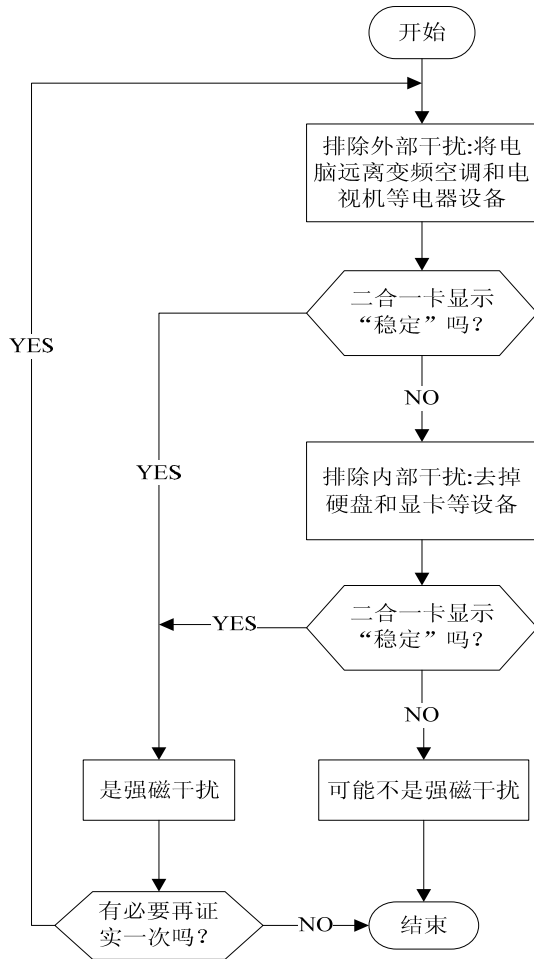 开始
排除外部干扰:将电
脑远离变频空调和电
视机等电器设备
二合一卡显示
“稳定”吗？
YES
NO
YES
排除内部干扰:去掉
硬盘和显卡等设备
二合一卡显示
“稳定”吗？
YES
NO
是强磁干扰
可能不是强磁干扰
有必要再证
实一次吗？
NO
结束